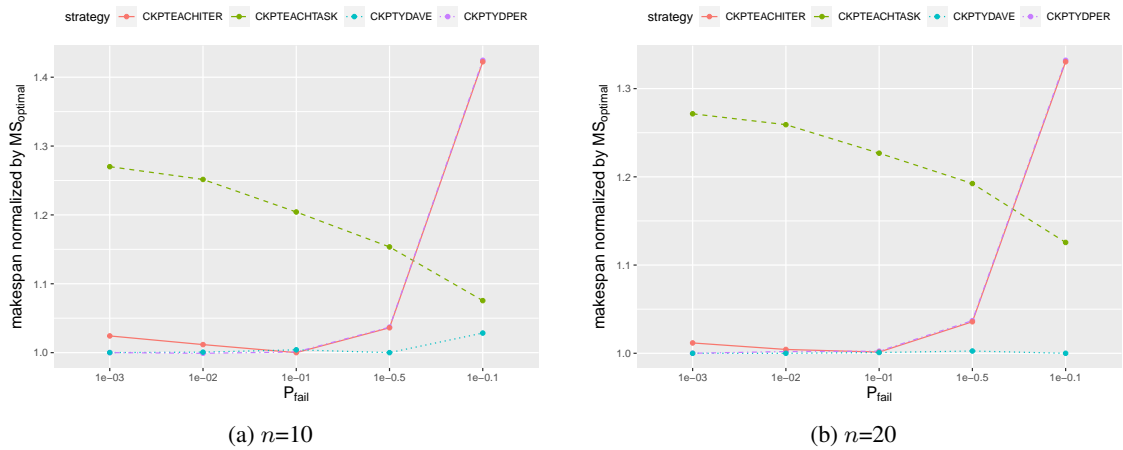 strategy CKPTEACHITER CKPTEACHTASK CKPTYDAVE CKPTYDPER
makespan normalized by MSoptimal
1.4
1.3
1.2
1.1
1.0
1e−03 1e−02 1e−01 1e−0.5 1e−0.1
Pfail
(a) n=10
strategy CKPTEACHITER CKPTEACHTASK CKPTYDAVE CKPTYDPER
makespan normalized by MSoptimal
1.3
1.2
1.1
1.0
1e−03 1e−02 1e−01 1e−0.5 1e−0.1
Pfail
(b) n=20